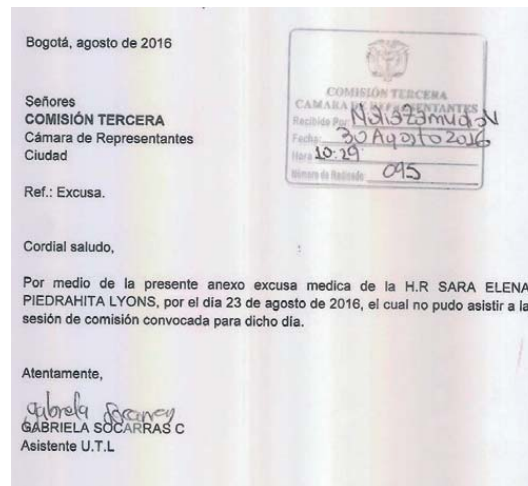 Bogotá, agosto de 2016
COMISIÓN TERCERA
CAMARA DE REPRESENTANTES
Recibido Por
Fecha: 30 Agosto 2016
Hora 10:29
Número de Radicado 095
Señores
COMISIÓN TERCERA
Cámara de Representantes
Ciudad
Ref.: Excusa.
Cordial saludo,
Por medio de la presente anexo excusa medica de la H.R SARA ELENA
PIEDRAHITA LYONS, por el día 23 de agosto de 2016, el cual no pudo asistir a la
sesión de comisión convocada para dicho día.
Atentamente,
Gabriela Socarras
GABRIELA SOCARRAS C
Asistente U.T.L